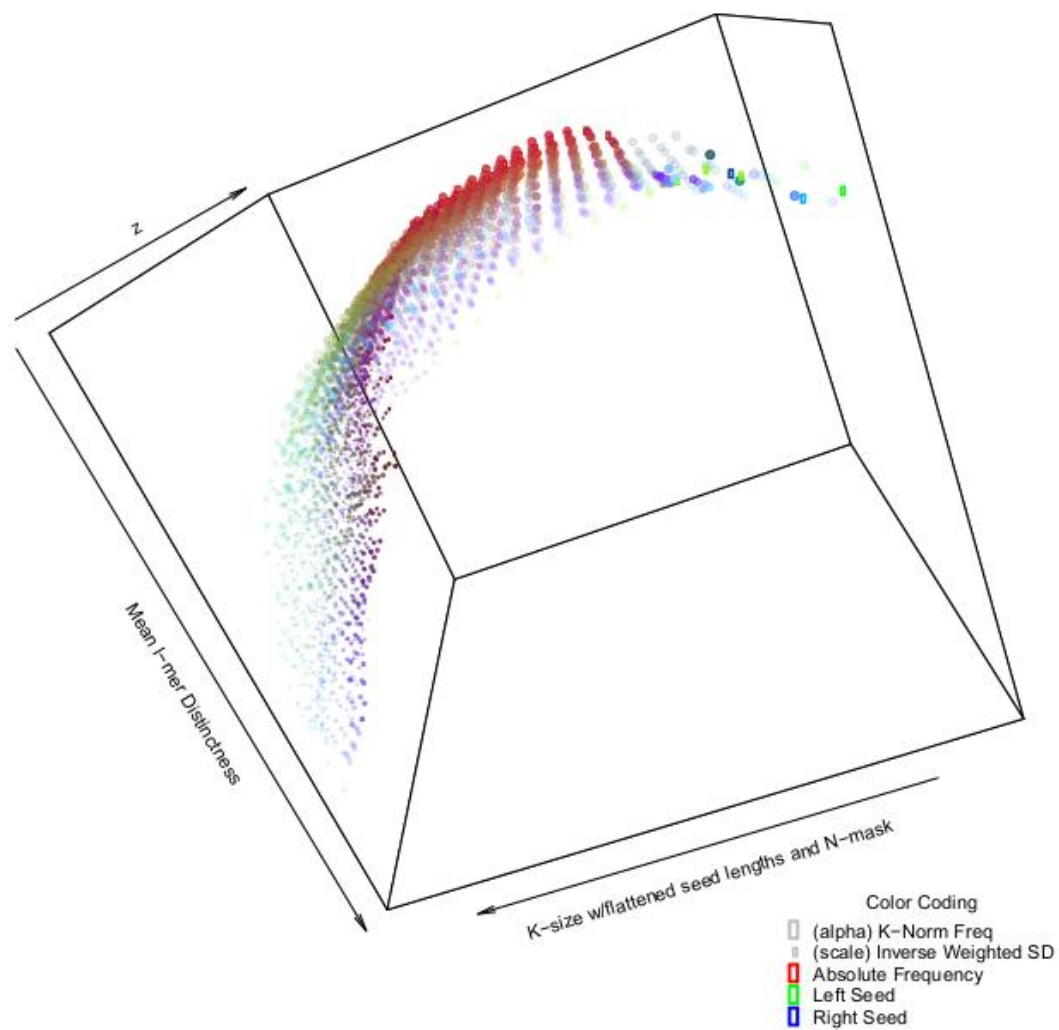 z
Mean l−mer Distinctness
K−size w/flattened seed lengths and N−mask
Color Coding
(alpha) K−Norm Freq
(scale) Inverse Weighted SD
Absolute Frequency
Left Seed
Right Seed